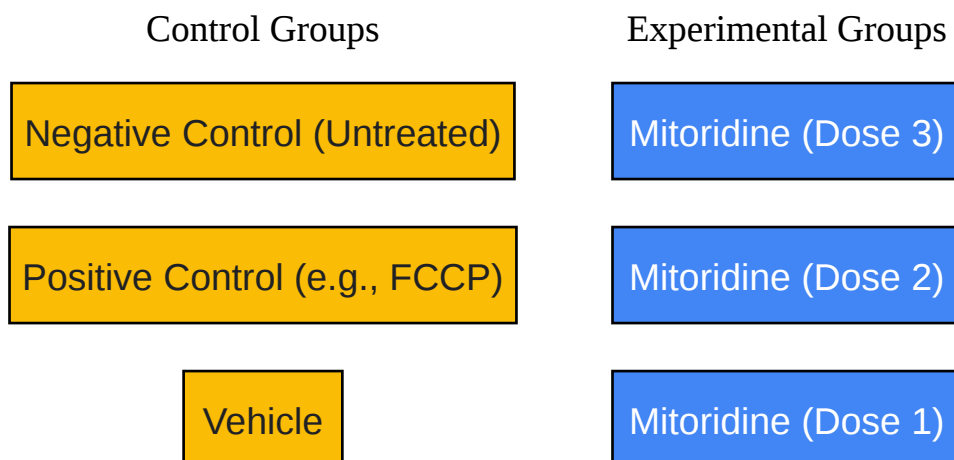 Control Groups
Experimental Groups
Negative Control (Untreated)
Mitoridine (Dose 3)
Positive Control (e.g., FCCP)
Mitoridine (Dose 2)
Vehicle
Mitoridine (Dose 1)